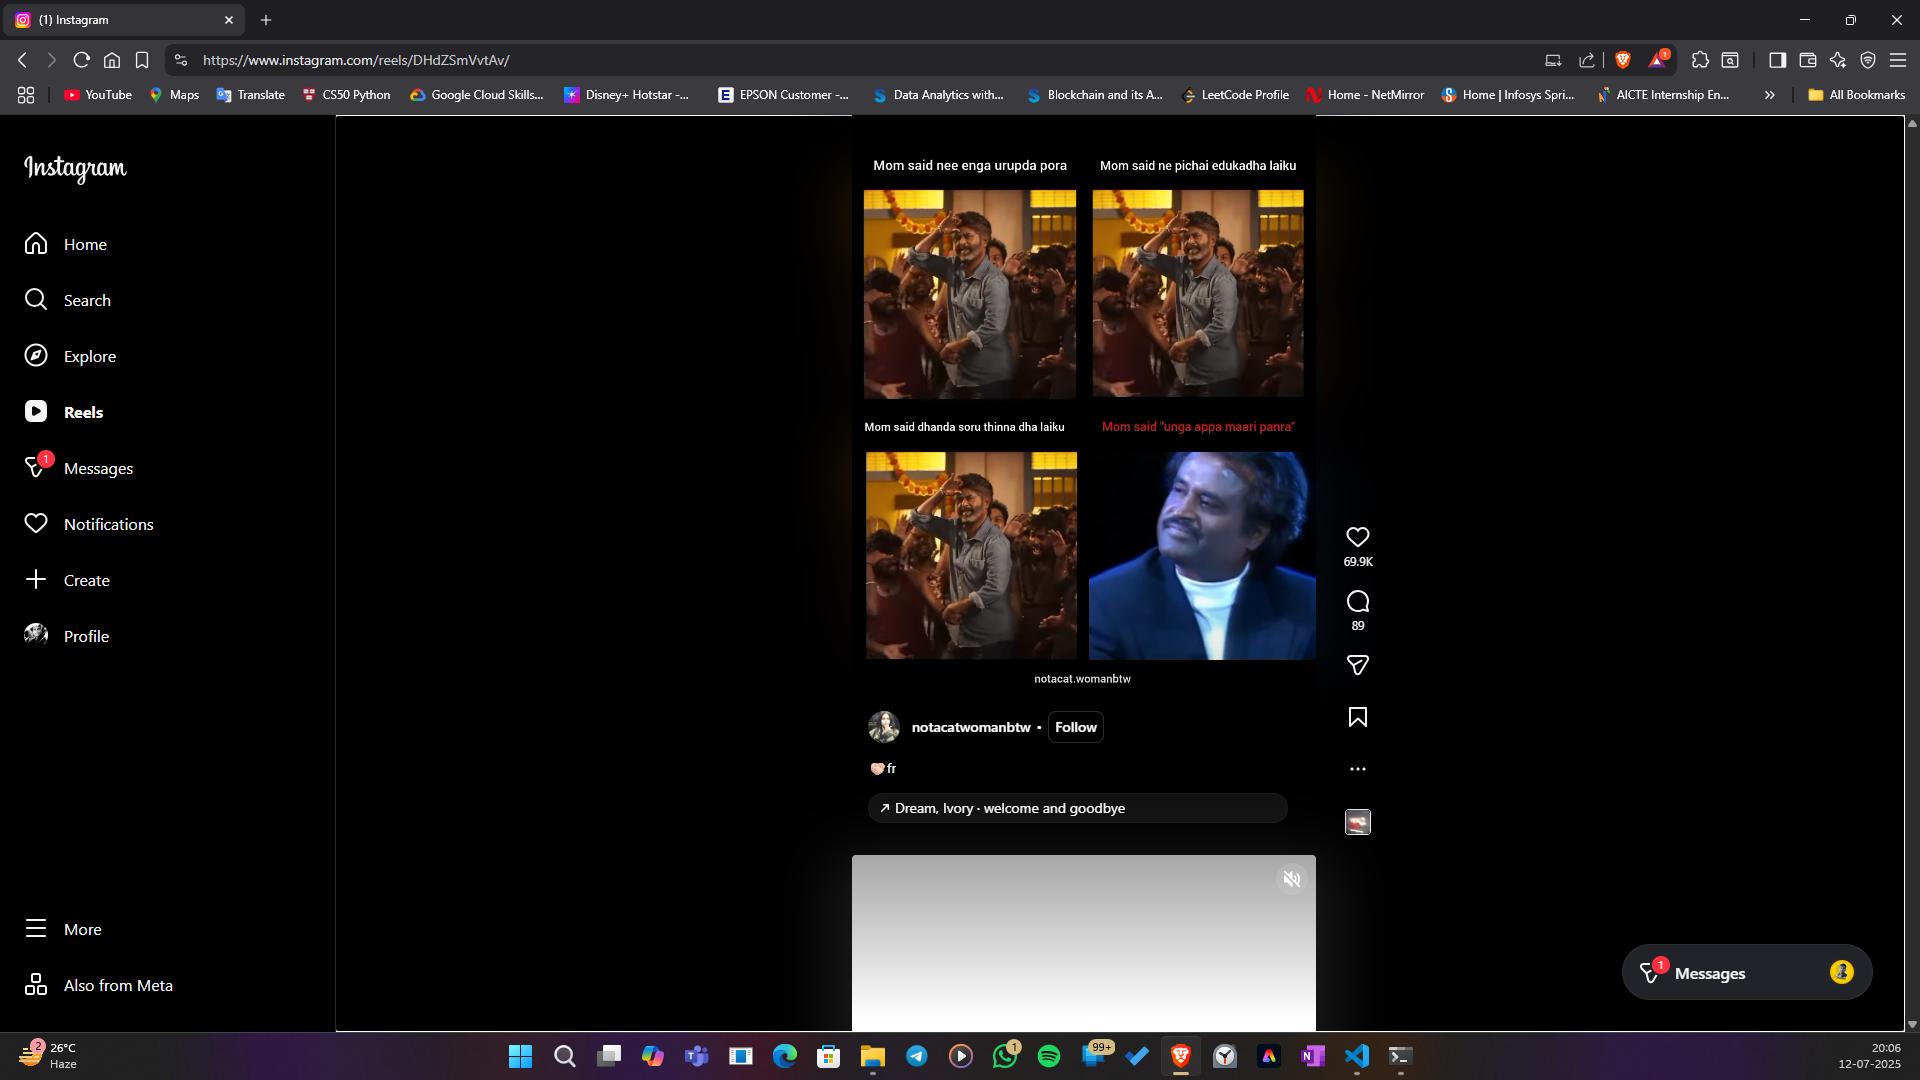 (1) Instagram
https://www.instagram.com/reels/DHdZSmVvtAv/
1
YouTube
Maps
Translate
CS50 Python
Google Cloud Skills...
Disney+ Hotstar -...
EPSON Customer -...
Data Analytics with...
Blockchain and its A...
LeetCode Profile
Home - NetMirror
Home | Infosys Spri...
AICTE Internship En...
All Bookmarks
Instagram
Home
Search
Explore
Reels
1
Messages
Notifications
Create
Profile
More
Also from Meta
Mom said nee enga urupda pora
Mom said ne pichai edukadha laiku
Mom said dhanda soru thinna dha laiku
Mom said "unga appa maari panra"
notacat.womanbtw
notacatwomanbtw • Follow
fr
Dream, Ivory · welcome and goodbye
69.9K
89
1
Messages
2
26°C
Haze
1
99+
20:06
12-07-2025